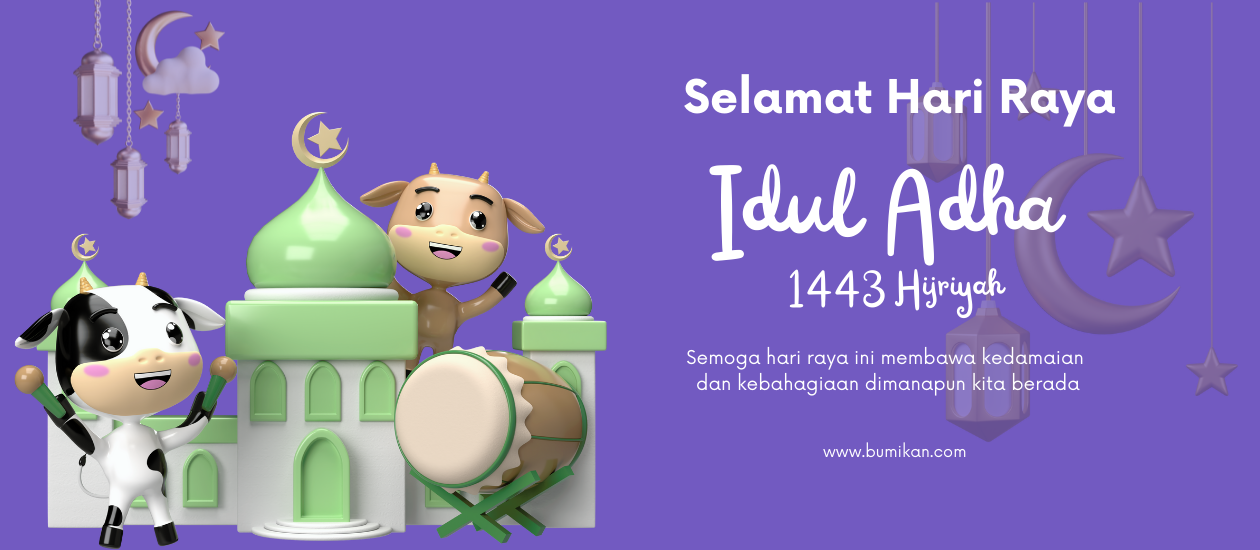 Selamat Hari Raya
Idul Adha
1443 Hijriyah
Semoga hari raya ini membawa kedamaian
dan kebahagiaan dimanapun kita berada
www.bumikan.com